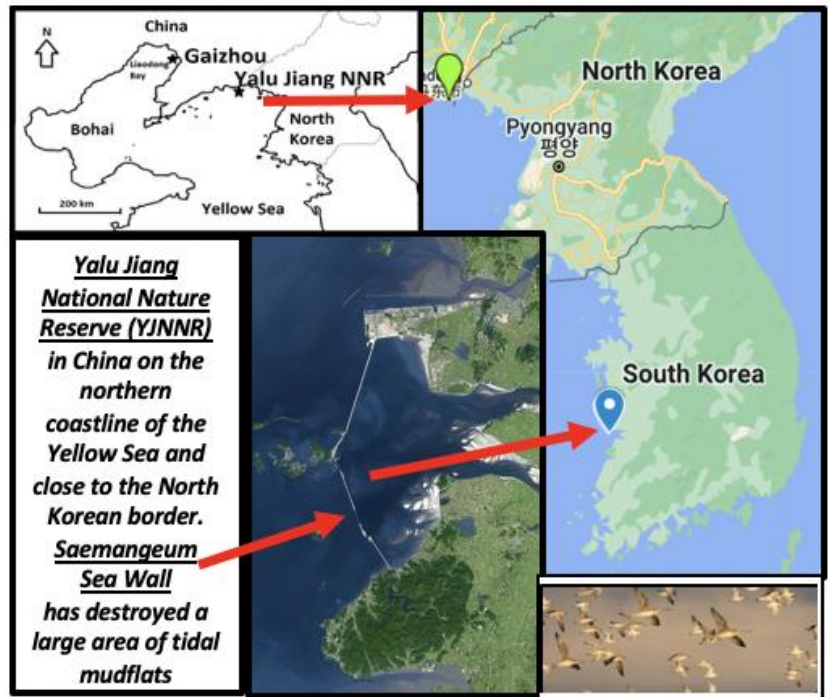 N
China
Gaizhou
Liaodong
Bay
Yalu Jiang NNR
Bohai
North
Korea
200 km
Yellow Sea
North Korea
Pyongyang
평양
South Korea
Yalu Jiang
National Nature
Reserve (YJNNR)
in China on the
northern
coastline of the
Yellow Sea and
close to the North
Korean border.
Saemangeum
Sea Wall
has destroyed a
large area of tidal
mudflats